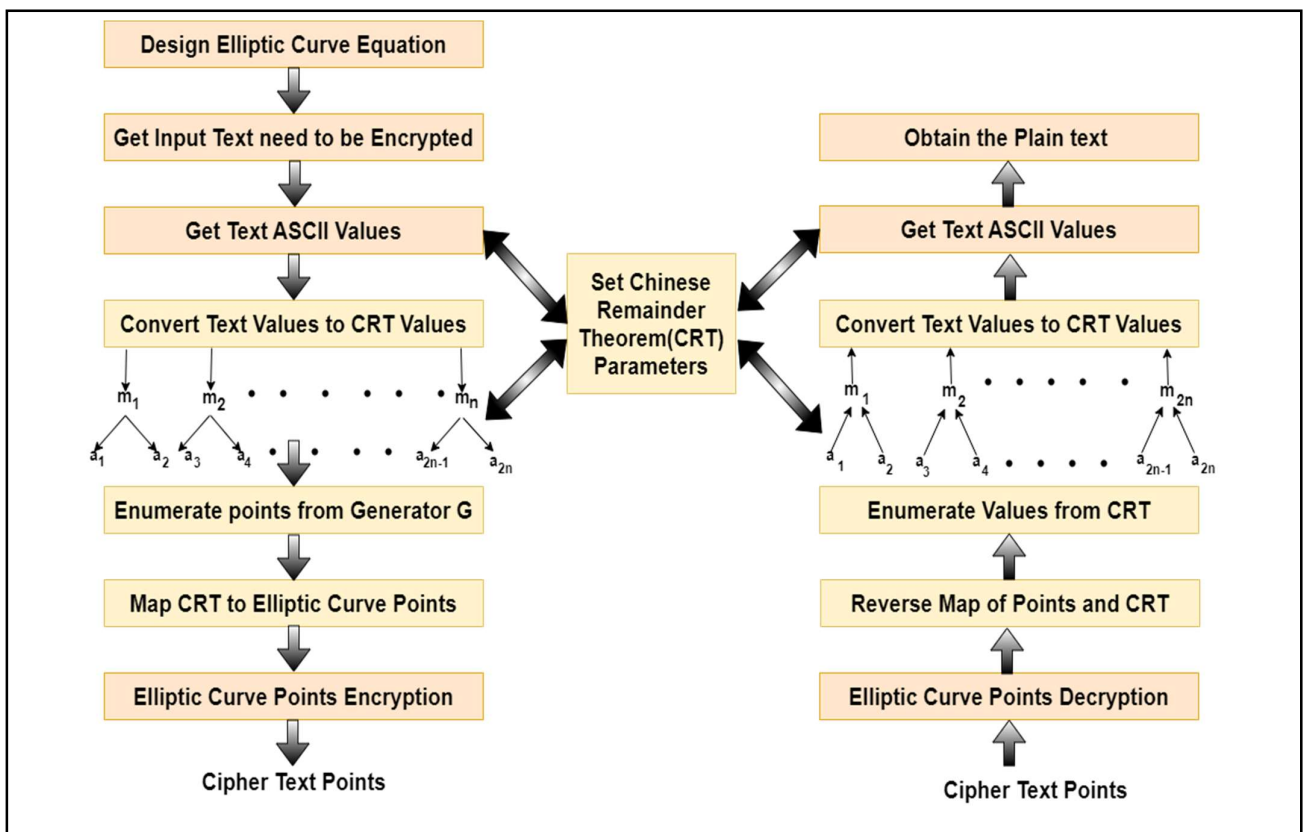 Design Elliptic Curve Equation
Get Input Text need to be Encrypted
Get Text ASCII Values
Convert Text Values to CRT Values
m1 m2 mn
a1 a2 a3 a4 a2n-1 a2n
Enumerate points from Generator G
Map CRT to Elliptic Curve Points
Elliptic Curve Points Encryption
Cipher Text Points
Set Chinese
Remainder
Theorem(CRT)
Parameters
Obtain the Plain text
Get Text ASCII Values
Convert Text Values to CRT Values
m1 m2 m2n
a1 a2 a3 a4 a2n-1 a2n
Enumerate Values from CRT
Reverse Map of Points and CRT
Elliptic Curve Points Decryption
Cipher Text Points